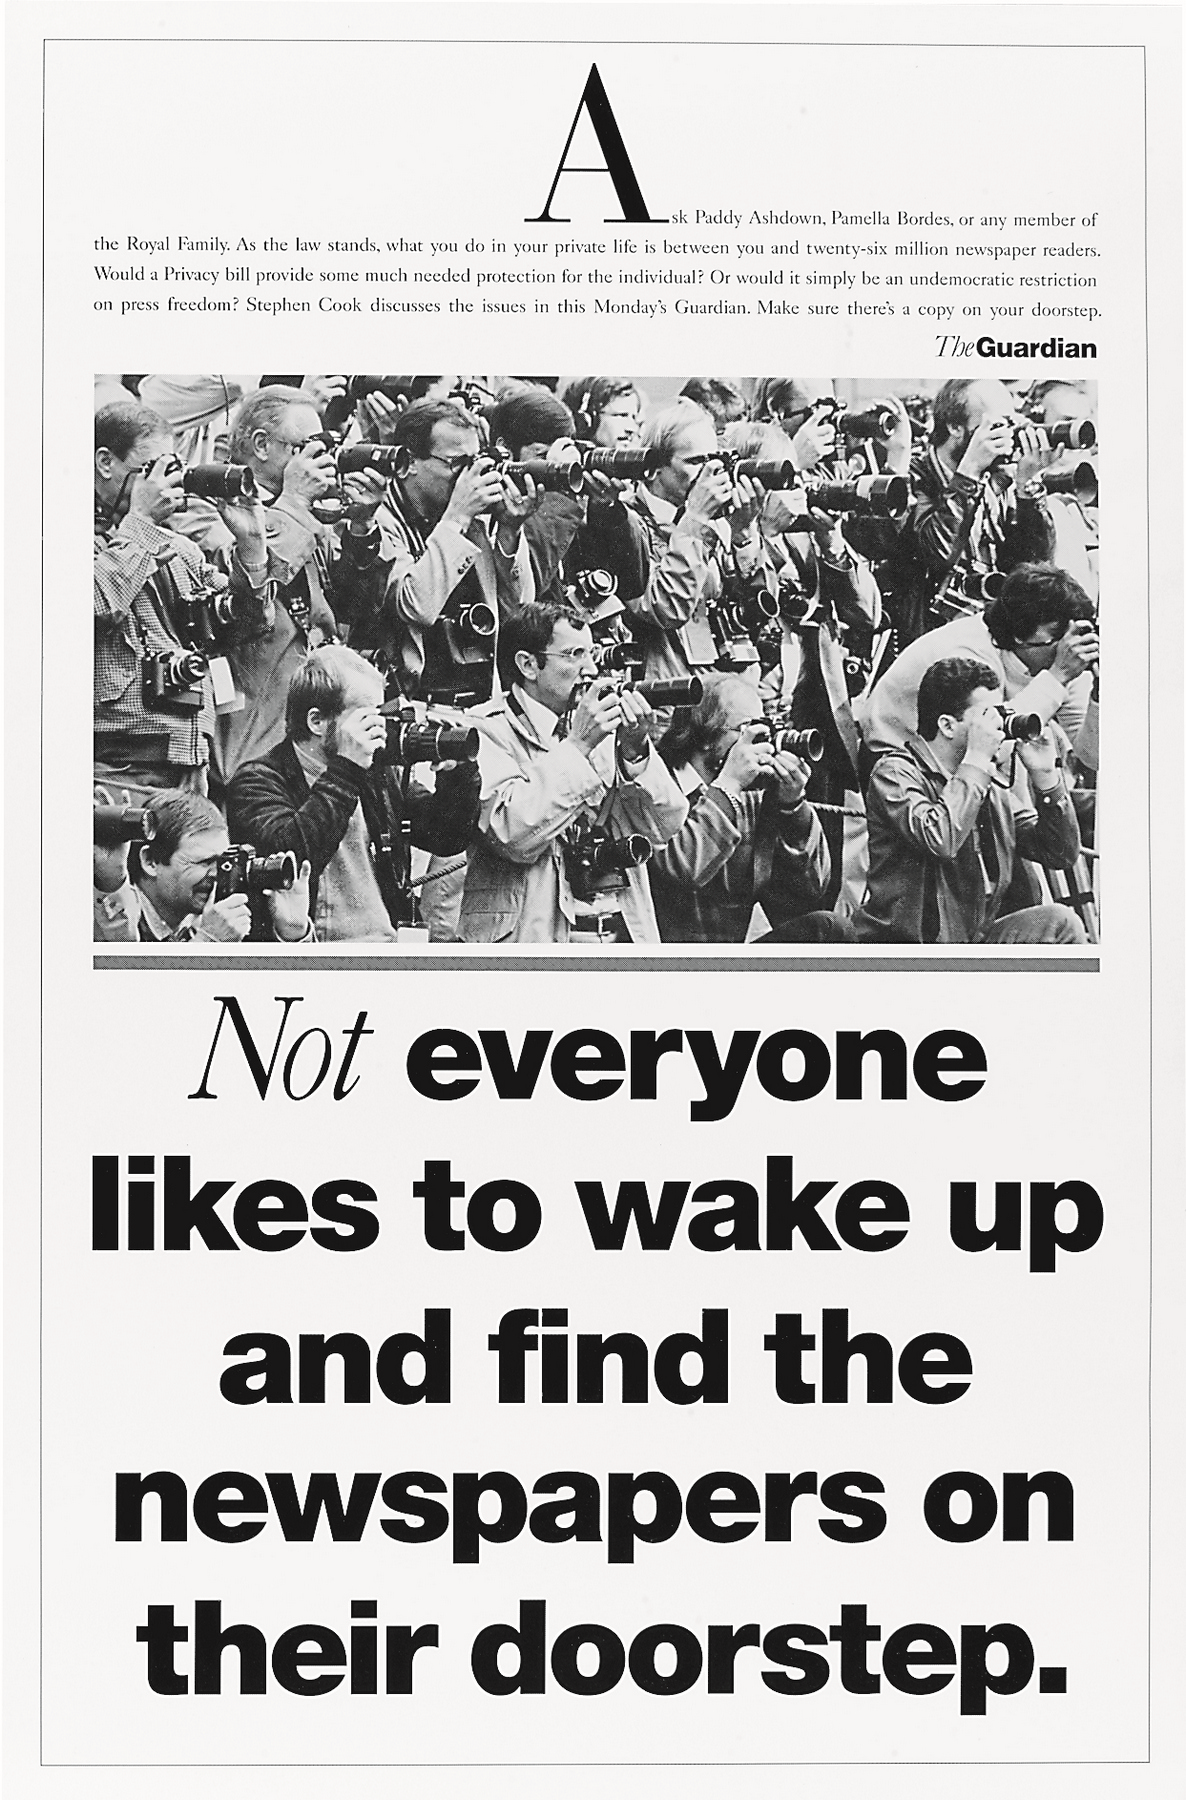 Ask Paddy Ashdown, Pamella Bordes, or any member of
the Royal Family. As the law stands, what you do in your private life is between you and twenty-six million newspaper readers.
Would a Privacy bill provide some much needed protection for the individual? Or would it simply be an undemocratic restriction
on press freedom? Stephen Cook discusses the issues in this Monday's Guardian. Make sure there's a copy on your doorstep.
The Guardian
Not everyone
likes to wake up
and find the
newspapers on
their doorstep.